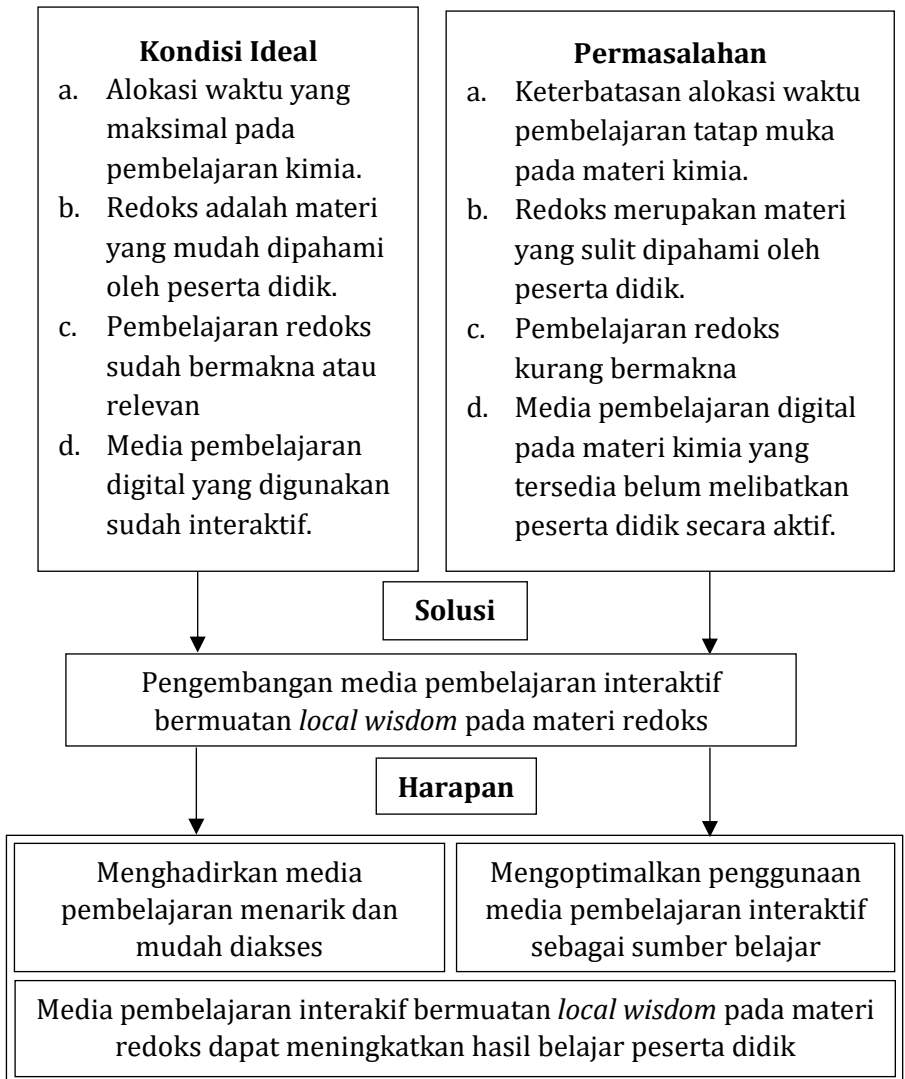 Kondisi Ideal
a. Alokasi waktu yang
maksimal pada
pembelajaran kimia.
b. Redoks adalah materi
yang mudah dipahami
oleh peserta didik.
c. Pembelajaran redoks
sudah bermakna atau
relevan
d. Media pembelajaran
digital yang digunakan
sudah interaktif.
Permasalahan
a. Keterbatasan alokasi waktu
pembelajaran tatap muka
pada materi kimia.
b. Redoks merupakan materi
yang sulit dipahami oleh
peserta didik.
c. Pembelajaran redoks
kurang bermakna
d. Media pembelajaran digital
pada materi kimia yang
tersedia belum melibatkan
peserta didik secara aktif.
Solusi
Pengembangan media pembelajaran interaktif
bermuatan local wisdom pada materi redoks
Harapan
Menghadirkan media
pembelajaran menarik dan
mudah diakses
Mengoptimalkan penggunaan
media pembelajaran interaktif
sebagai sumber belajar
Media pembelajaran interakif bermuatan local wisdom pada materi
redoks dapat meningkatkan hasil belajar peserta didik